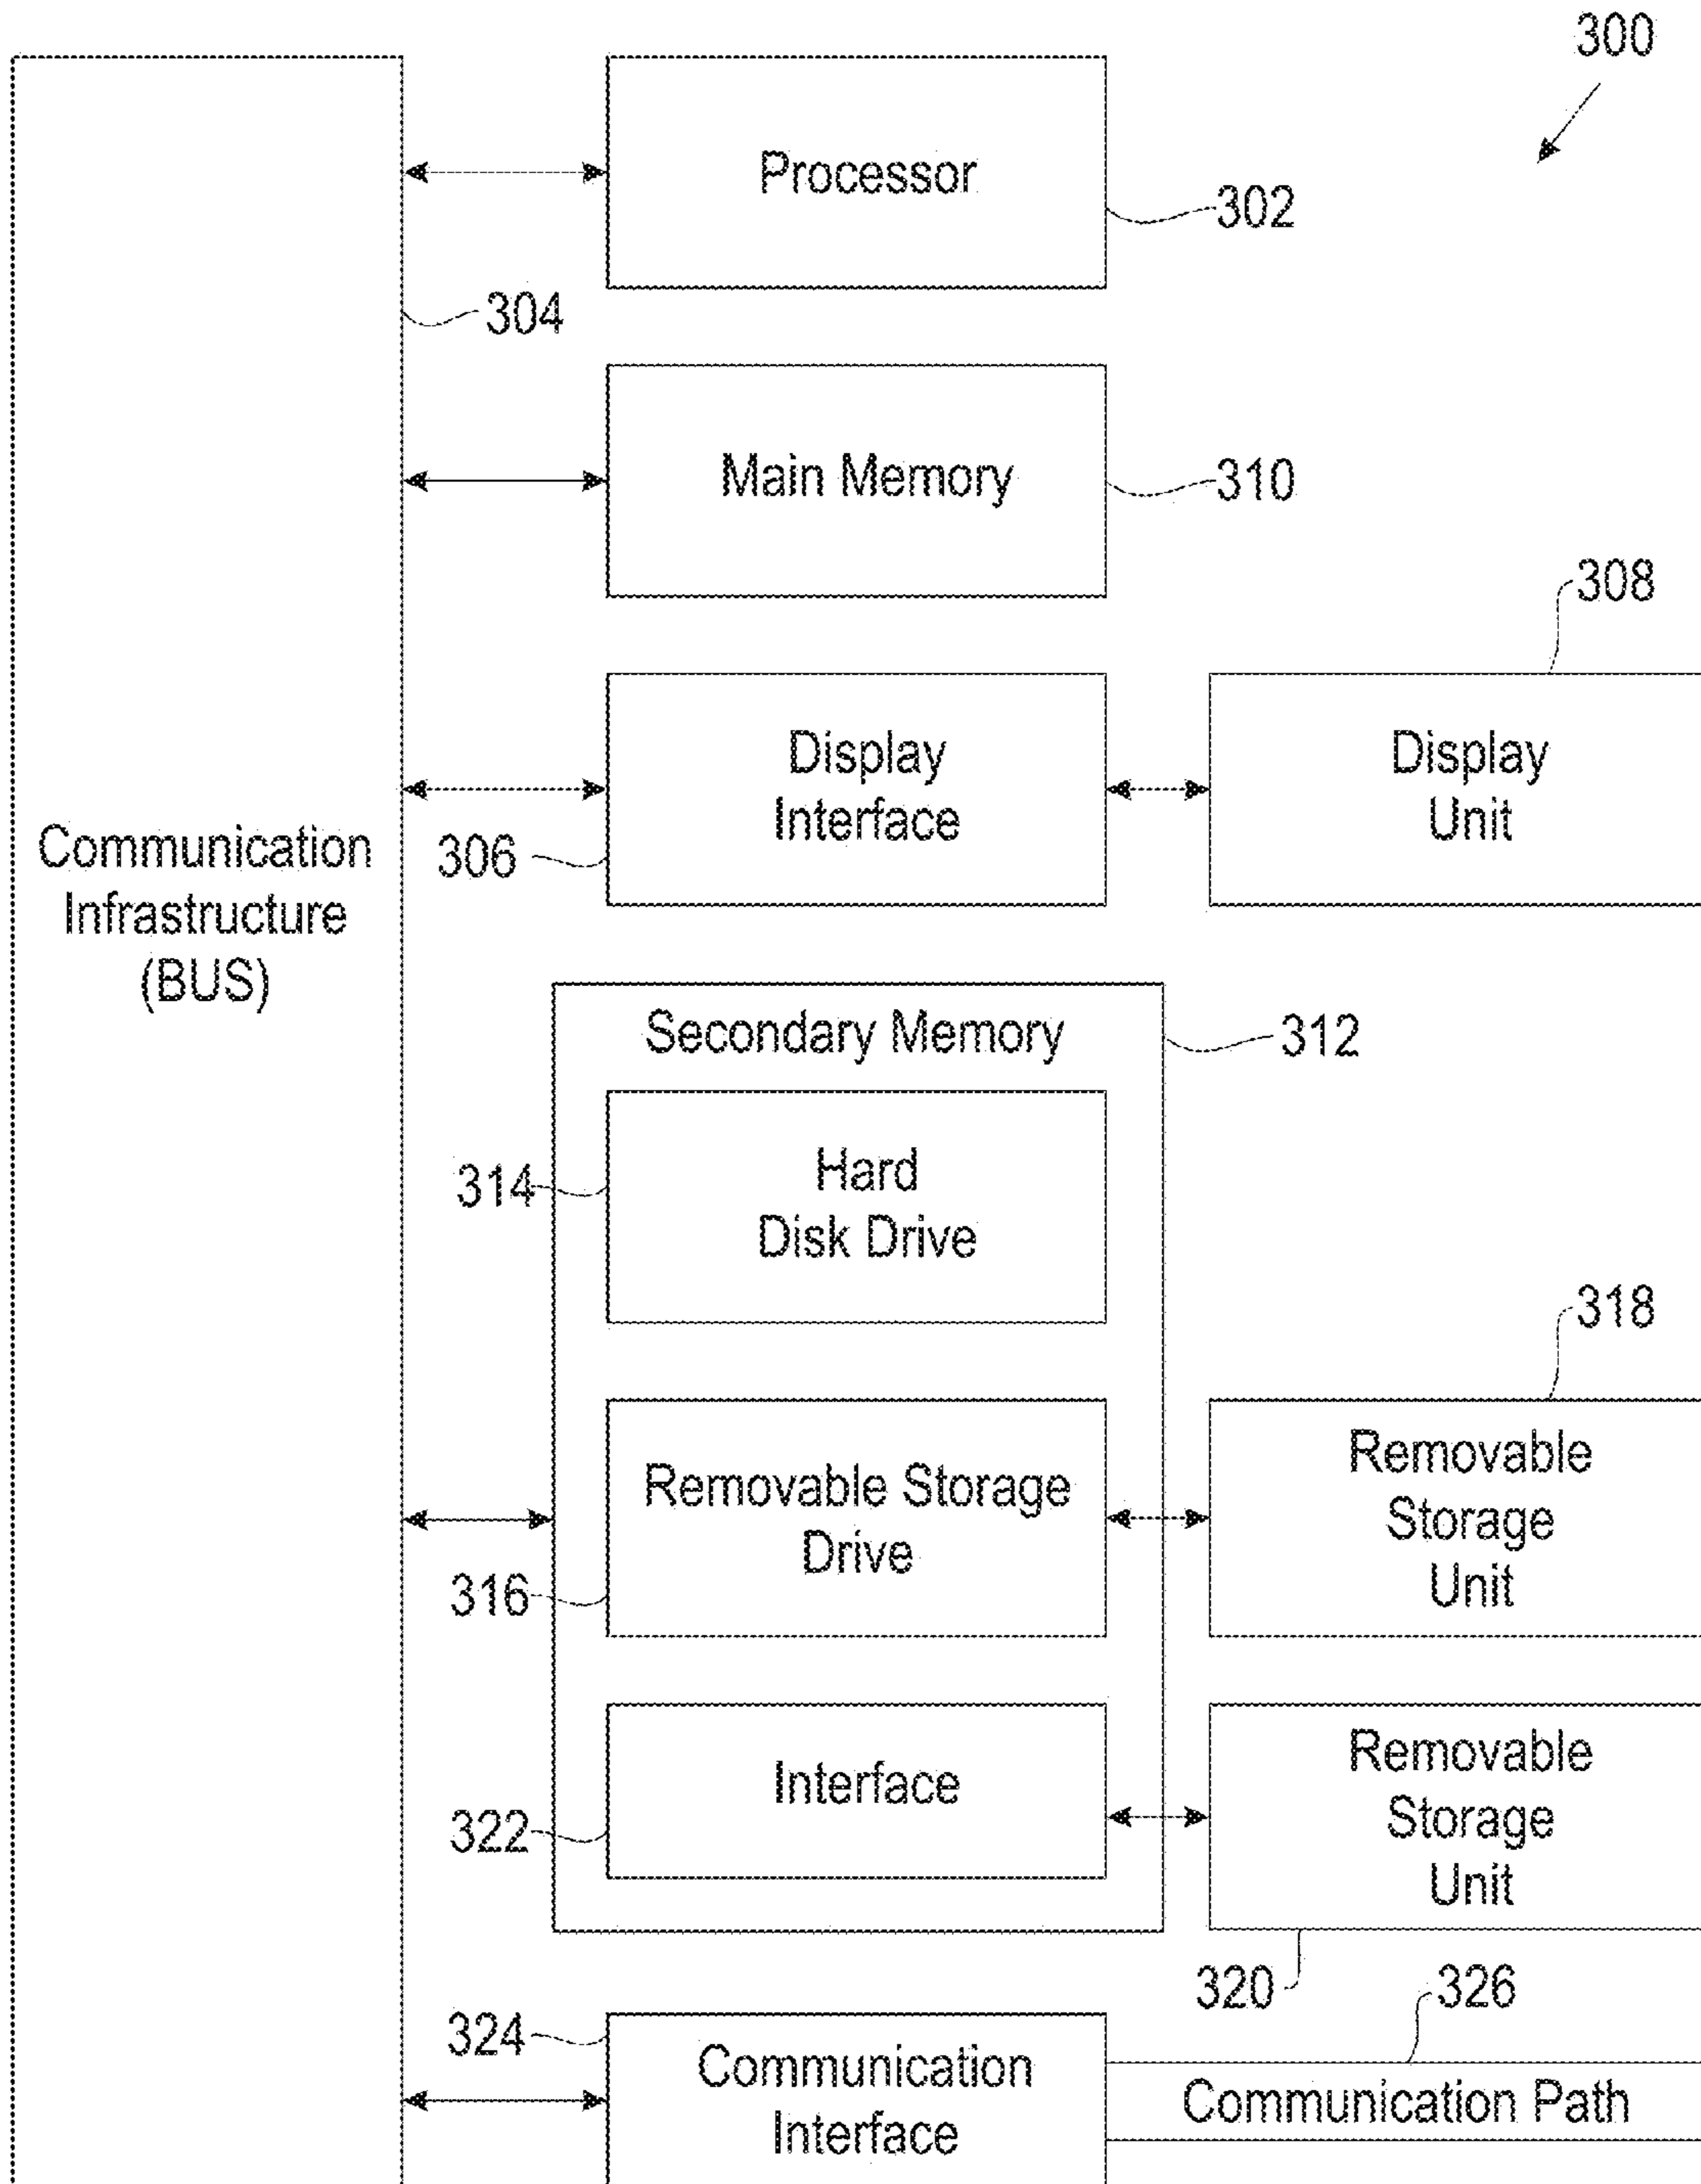 300
Processor
302
304
Main Memory
310
308
Display
Interface
Display
Unit
306
Communication
Infrastructure
(BUS)
Secondary Memory
312
Hard
Disk Drive
314
318
Removable Storage
Drive
316
Removable
Storage
Unit
Interface
322
Removable
Storage
Unit
320
326
324
Communication
Interface
Communication Path